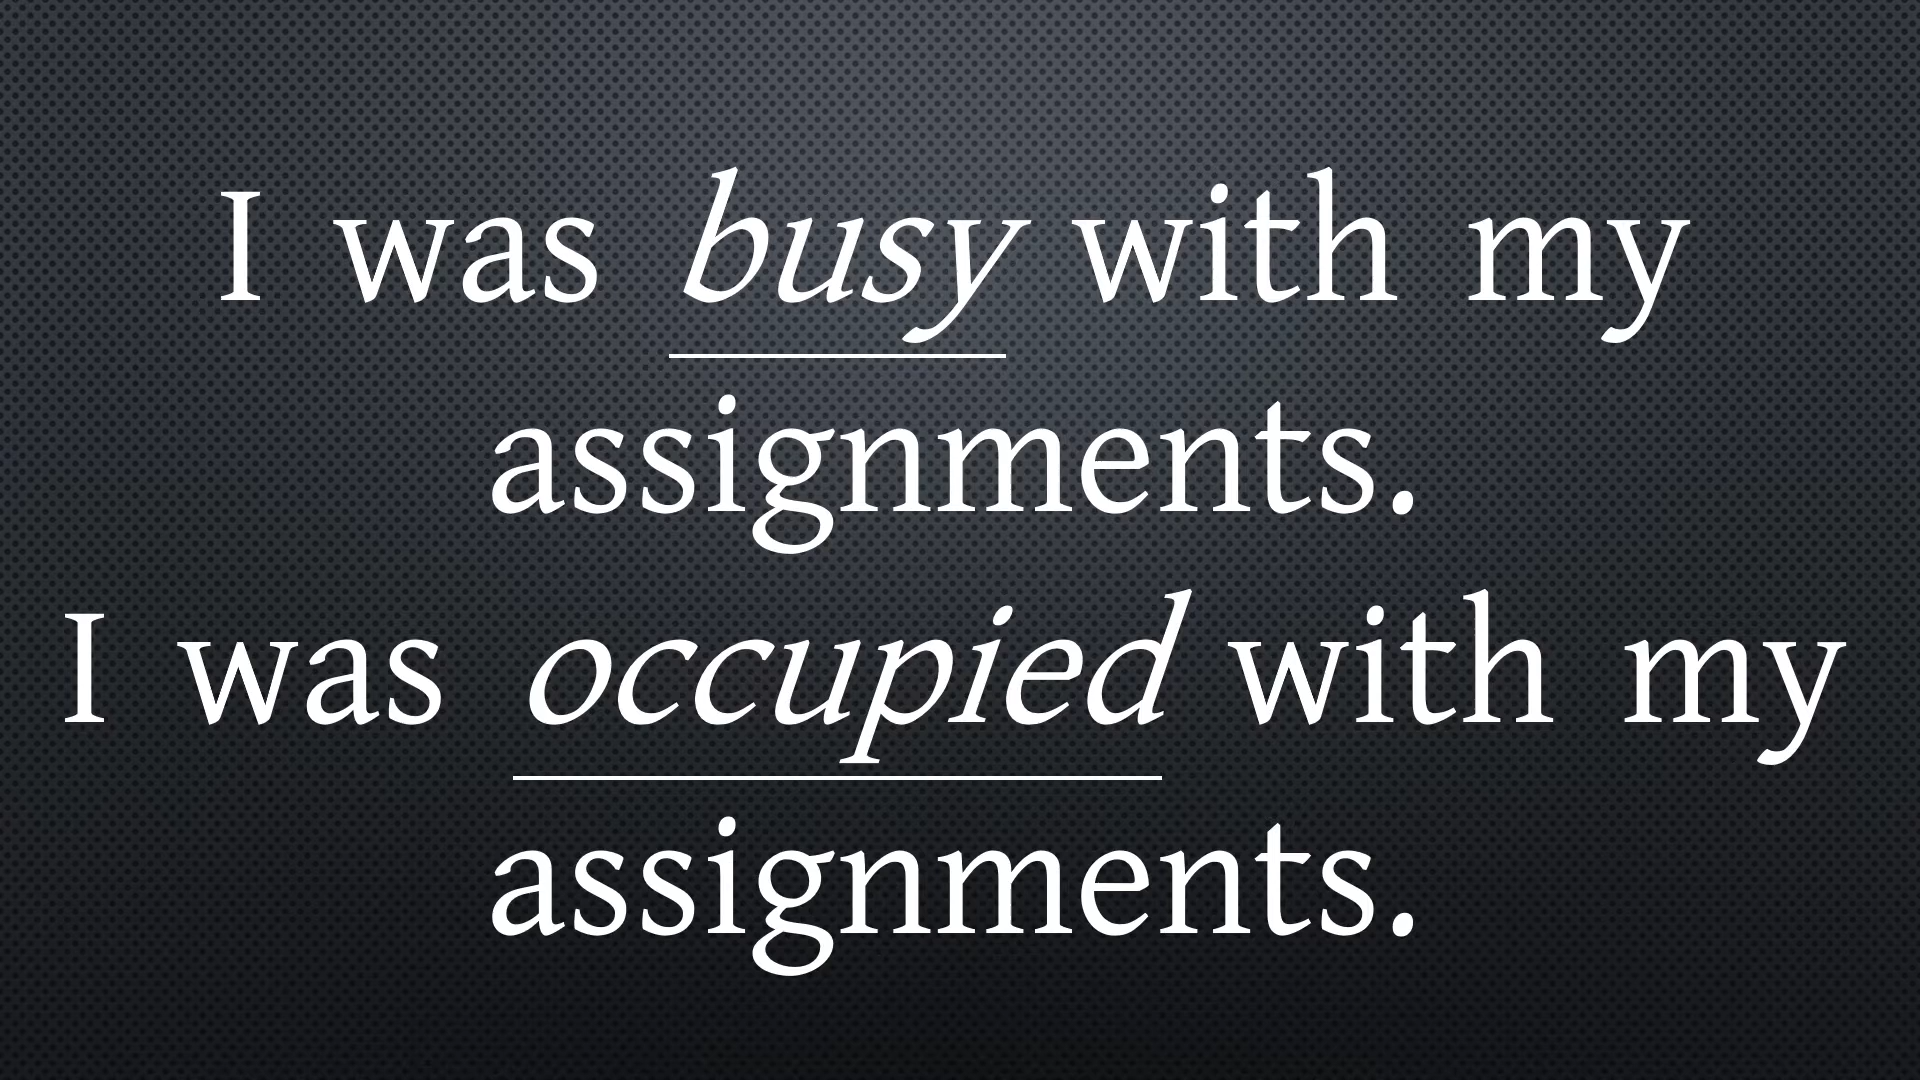 I was busy with my
assignments.
I was occupied with my
assignments.